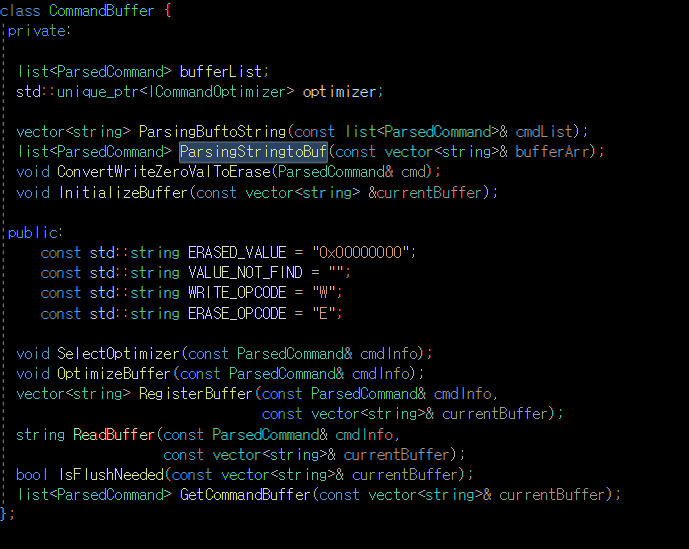 class CommandBuffer {
private:
list<ParsedCommand> bufferList;
std::unique_ptr<ICommandOptimizer> optimizer;
vector<string> ParsingBuftoString(const list<ParsedCommand>& cmdList);
list<ParsedCommand> ParsingStringtoBuf(const vector<string>& bufferArr);
void ConvertWriteZeroValToErase(ParsedCommand& cmd);
void InitializeBuffer(const vector<string> &currentBuffer);
public:
const std::string ERASED_VALUE = "0x00000000";
const std::string VALUE_NOT_FIND = "";
const std::string WRITE_OPCODE = "W";
const std::string ERASE_OPCODE = "E";
void SelectOptimizer(const ParsedCommand& cmdInfo);
void OptimizeBuffer(const ParsedCommand& cmdInfo);
vector<string> RegisterBuffer(const ParsedCommand& cmdInfo,
const vector<string>& currentBuffer);
string ReadBuffer(const ParsedCommand& cmdInfo,
const vector<string>& currentBuffer);
bool IsFlushNeeded(const vector<string>& currentBuffer);
list<ParsedCommand> GetCommandBuffer(const vector<string>& currentBuffer);
};